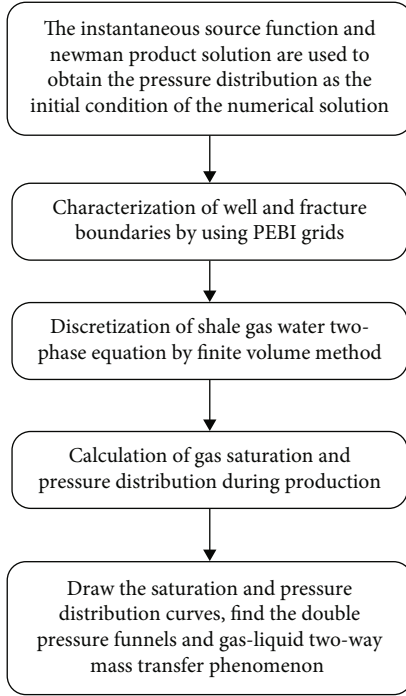 The instantaneous source function and
newman product solution are used to
obtain the pressure distribution as the
initial condition of the numerical solution
Characterization of well and fracture
boundaries by using PEBI grids
Discretization of shale gas water two-
phase equation by finite volume method
Calculation of gas saturation and
pressure distribution during production
Draw the saturation and pressure
distribution curves, find the double
pressure funnels and gas-liquid two-way
mass transfer phenomenon